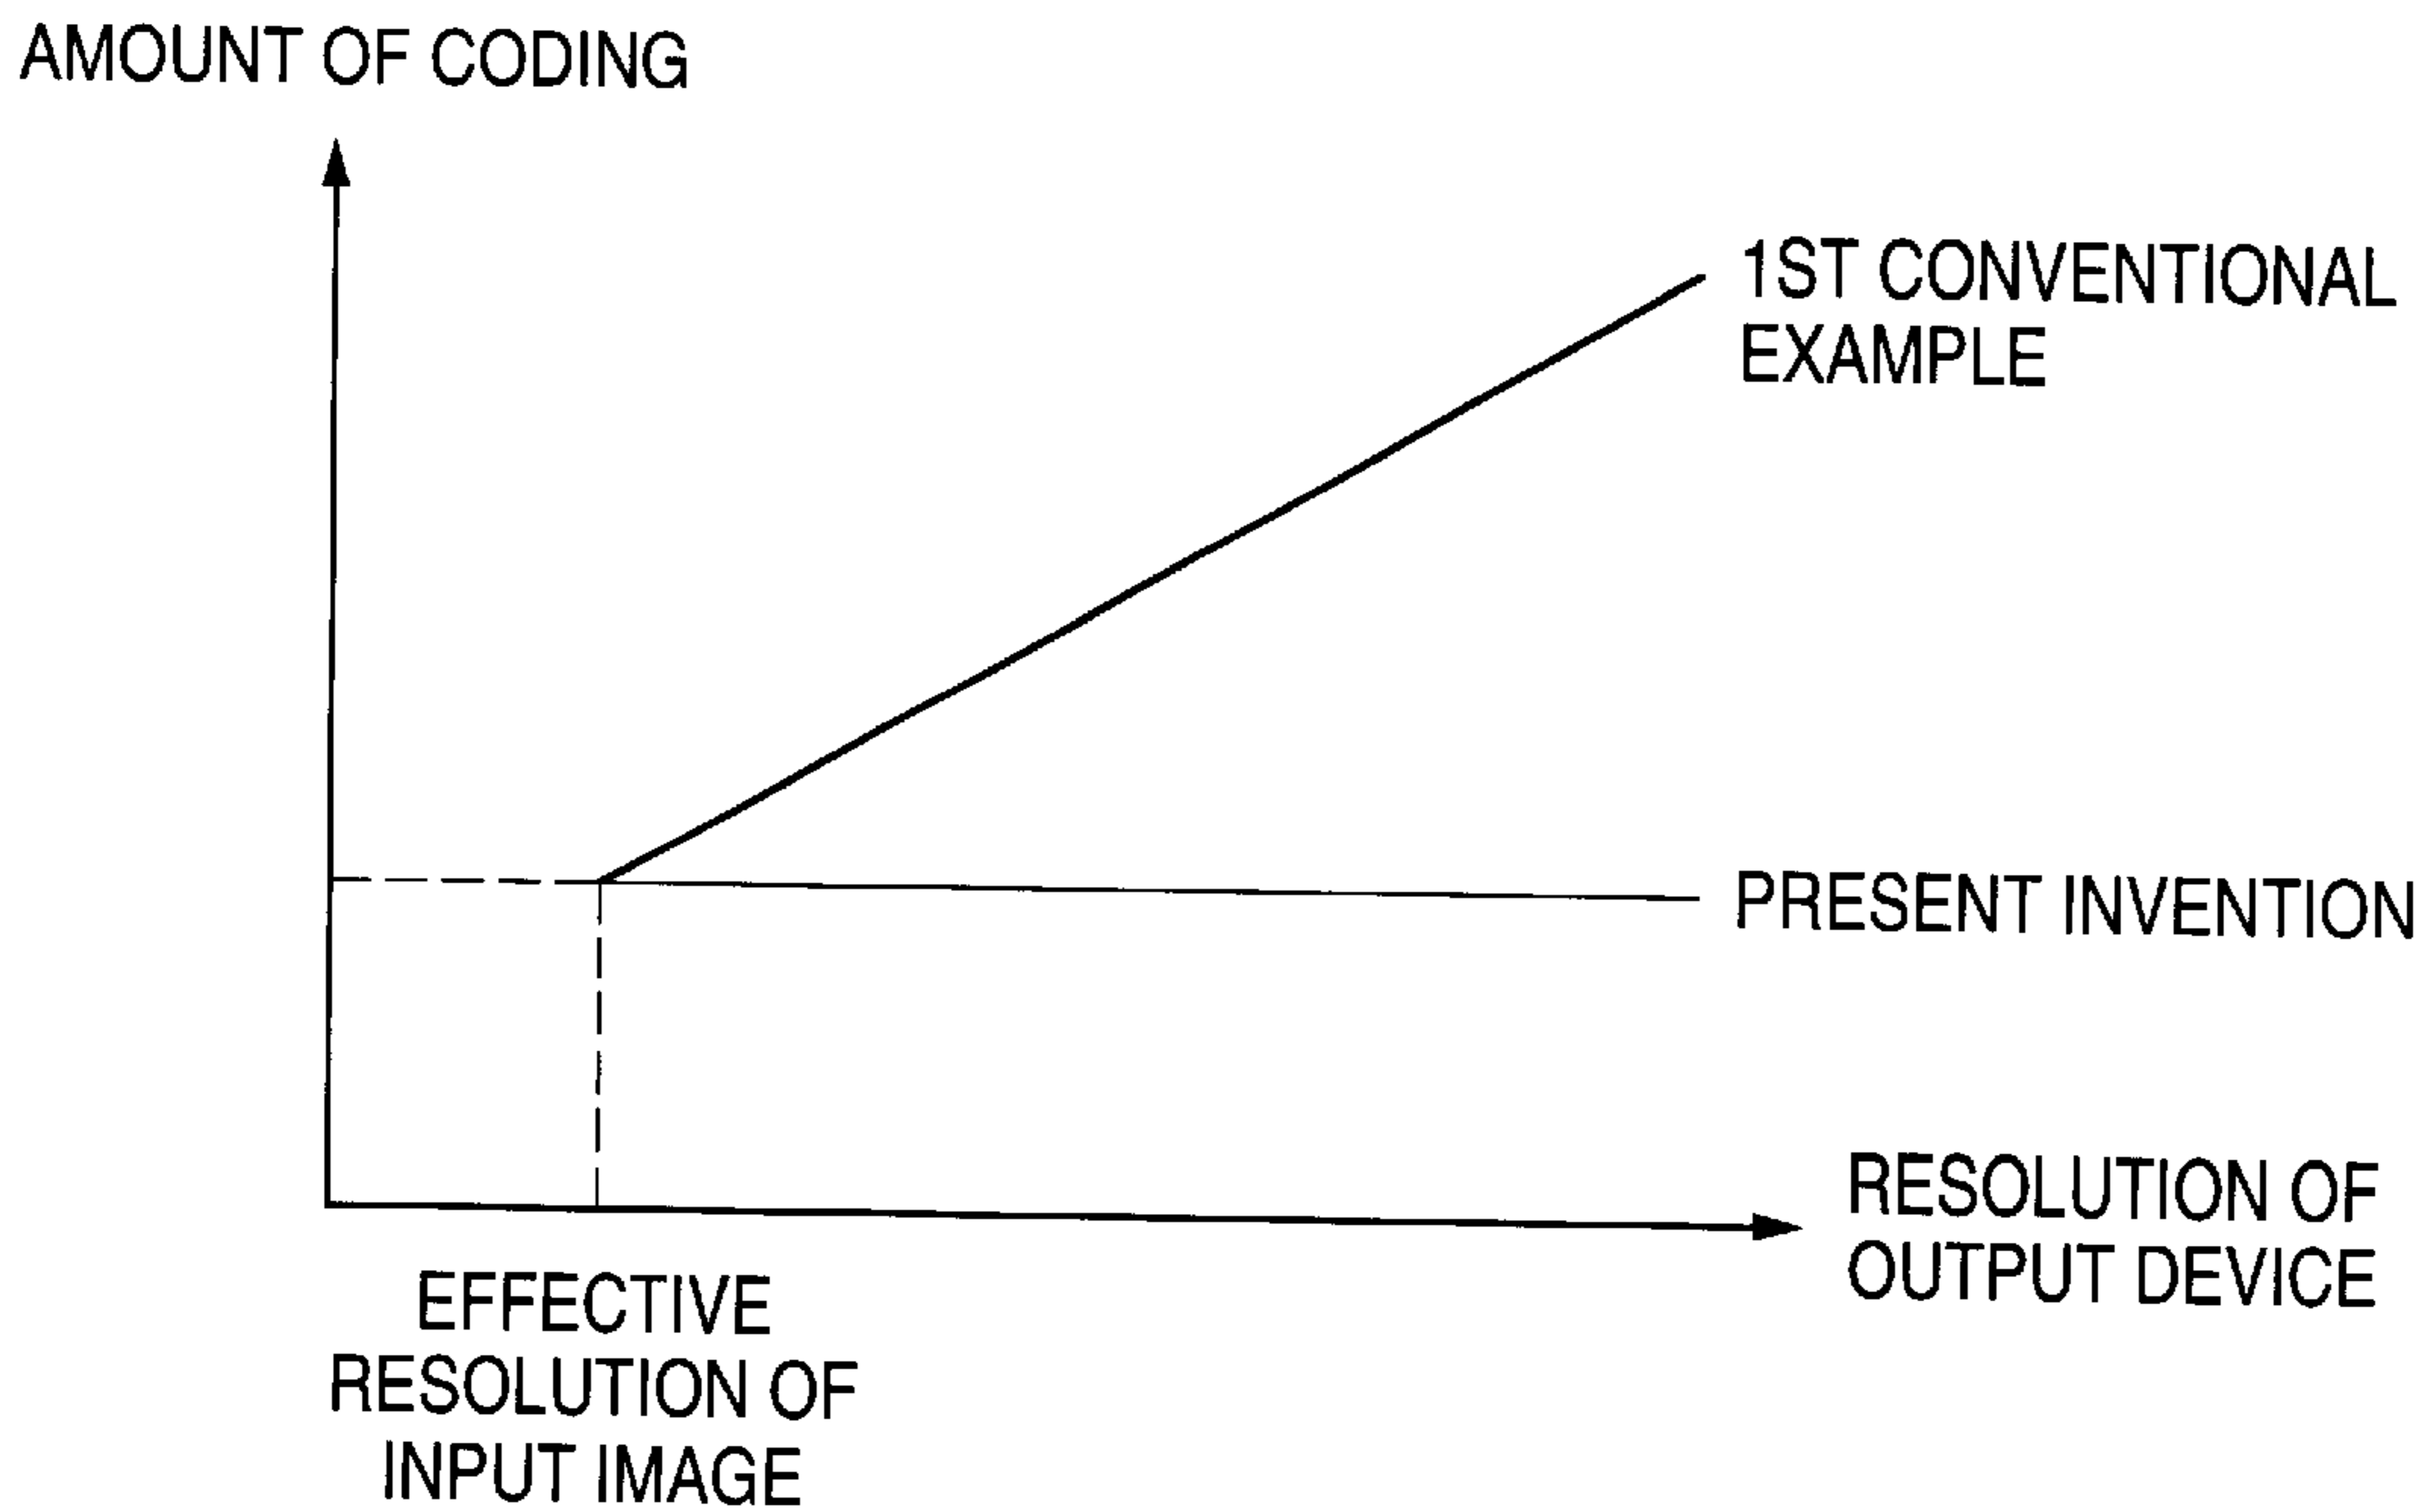 AMOUNT OF CODING
1ST CONVENTIONAL
EXAMPLE
PRESENT INVENTION
RESOLUTION OF
OUTPUT DEVICE
EFFECTIVE
RESOLUTION OF
INPUT IMAGE